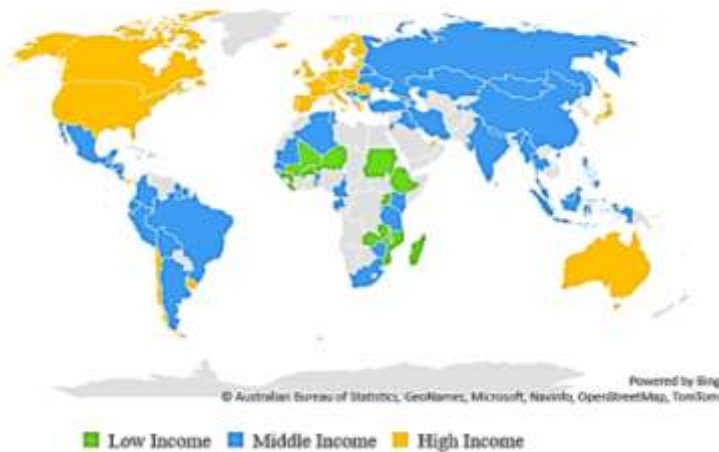 Powered by Bing
© Australian Bureau of Statistics, GeoNames, Microsoft, Navinfo, OpenStreetMap, TomTom
Low Income Middle Income High Income